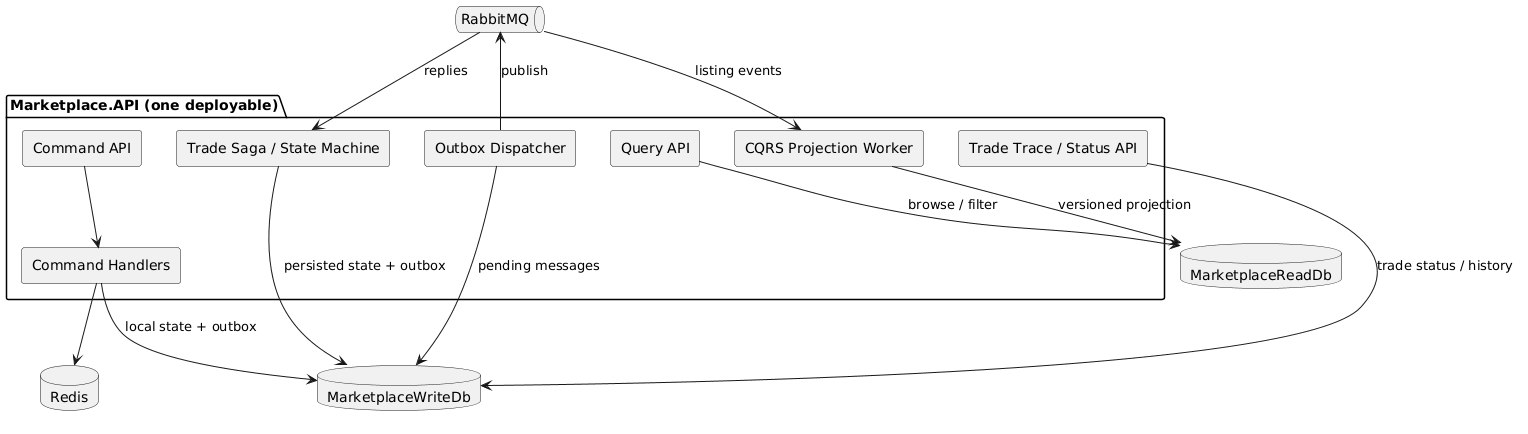 RabbitMQ
replies
publish
listing events
Marketplace.API (one deployable)
Command API
Trade Saga / State Machine
Outbox Dispatcher
Query API
CQRS Projection Worker
Trade Trace / Status API
browse / filter
versioned projection
Command Handlers
persisted state + outbox
pending messages
MarketplaceReadDb
trade status / history
local state + outbox
Redis
MarketplaceWriteDb